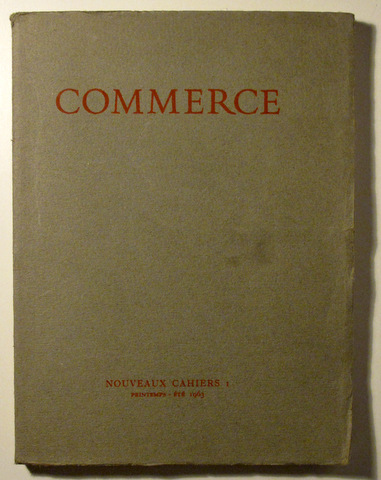 COMMERCE
NOUVEAUX CAHIERS 1
PRINTEMPS - ÉTÉ 1963